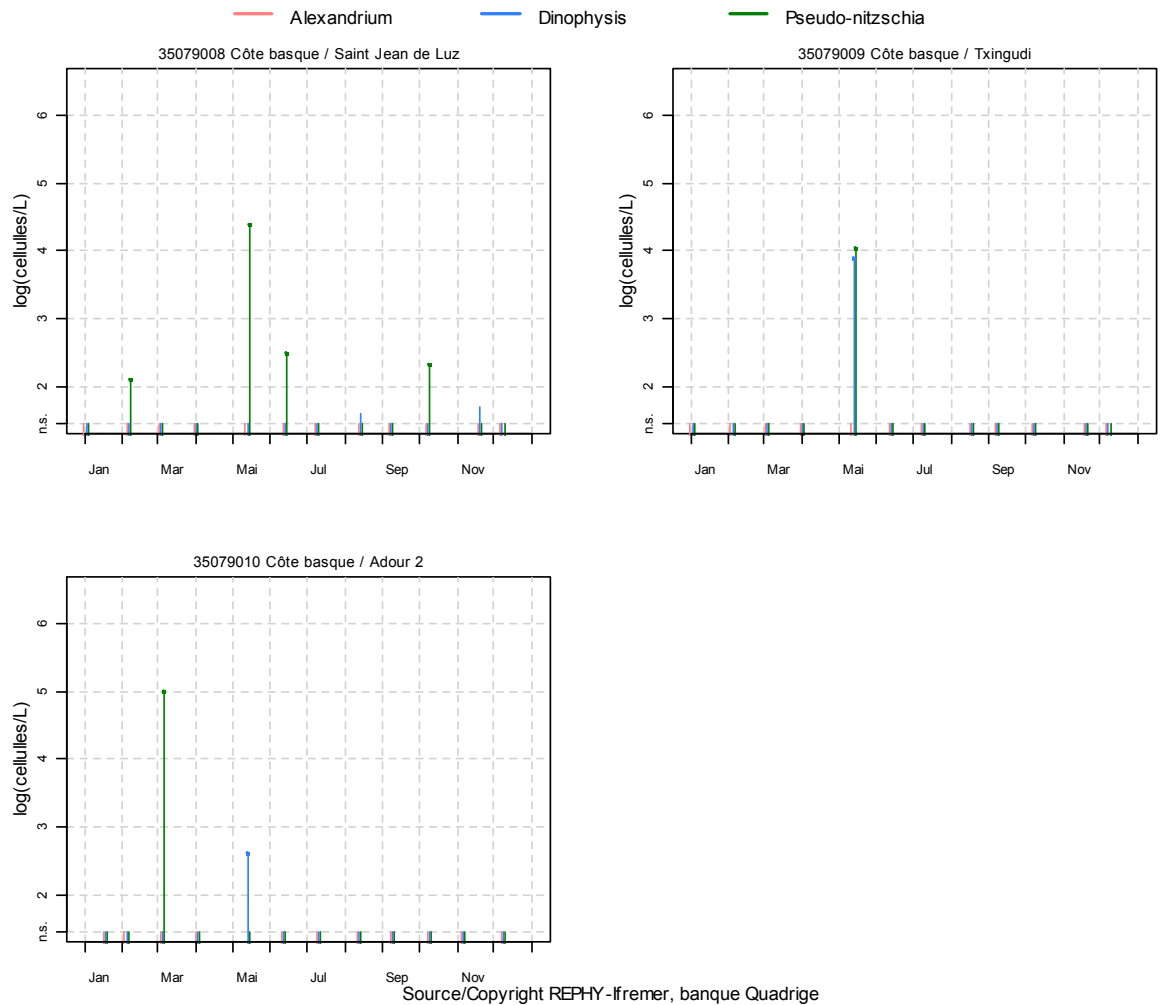 Alexandrium Dinophysis Pseudo-nitzschia
35079008 Côte basque / Saint Jean de Luz
log(cellulles/L)
6
5
4
3
2
n.s.
Jan Mar Mai Jul Sep Nov
35079009 Côte basque / Txingudi
log(cellulles/L)
6
5
4
3
2
n.s.
Jan Mar Mai Jul Sep Nov
35079010 Côte basque / Adour 2
log(cellulles/L)
6
5
4
3
2
n.s.
Jan Mar Mai Jul Sep Nov
Source/Copyright REPHY-Ifremer, banque Quadrige